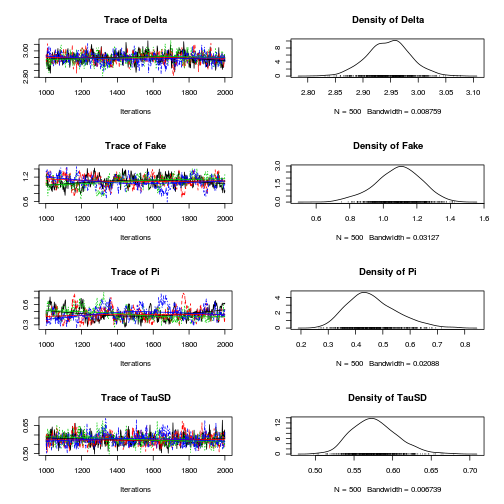 Trace of Delta
Density of Delta
2.80 3.00
1000 1200 1400 1600 1800 2000
Iterations
0 4 8
2.80 2.85 2.90 2.95 3.00 3.05 3.10
N = 500 Bandwidth = 0.008759
Trace of Fake
Density of Fake
0.6 1.2
1000 1200 1400 1600 1800 2000
Iterations
0.0 1.5 3.0
0.6 0.8 1.0 1.2 1.4 1.6
N = 500 Bandwidth = 0.03127
Trace of Pi
Density of Pi
0.3 0.6
1000 1200 1400 1600 1800 2000
Iterations
0 2 4
0.2 0.3 0.4 0.5 0.6 0.7 0.8
N = 500 Bandwidth = 0.02088
Trace of TauSD
Density of TauSD
0.50 0.65
1000 1200 1400 1600 1800 2000
Iterations
0 6 12
0.50 0.55 0.60 0.65 0.70
N = 500 Bandwidth = 0.006739